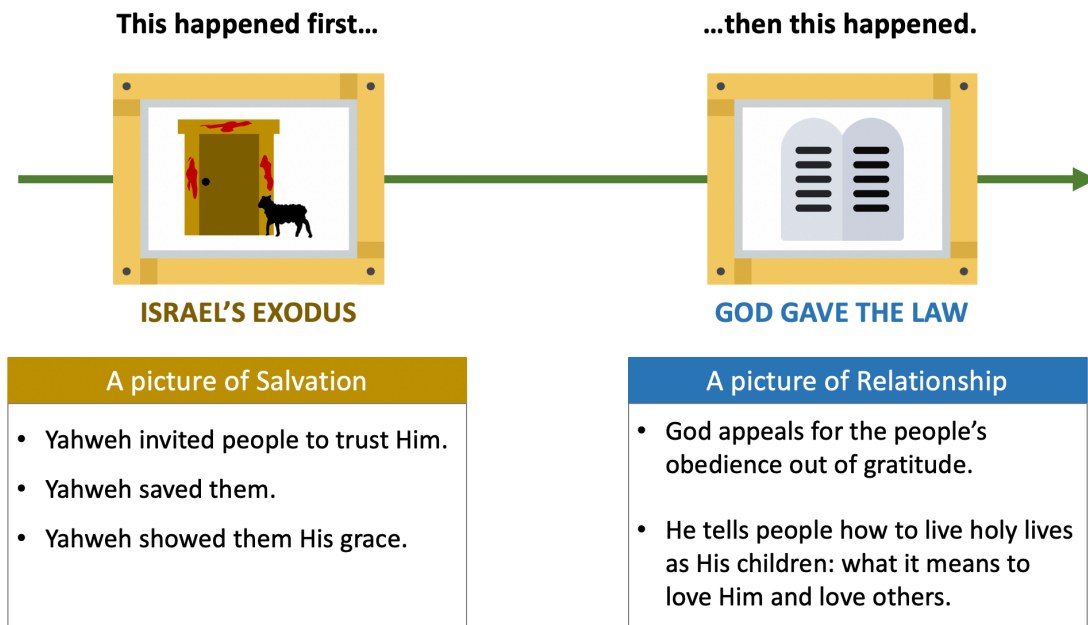 This happened first…
…then this happened.
ISRAEL’S EXODUS
GOD GAVE THE LAW
A picture of Salvation
• Yahweh invited people to trust Him.
• Yahweh saved them.
• Yahweh showed them His grace.
A picture of Relationship
• God appeals for the people’s
obedience out of gratitude.
• He tells people how to live holy lives
as His children: what it means to
love Him and love others.